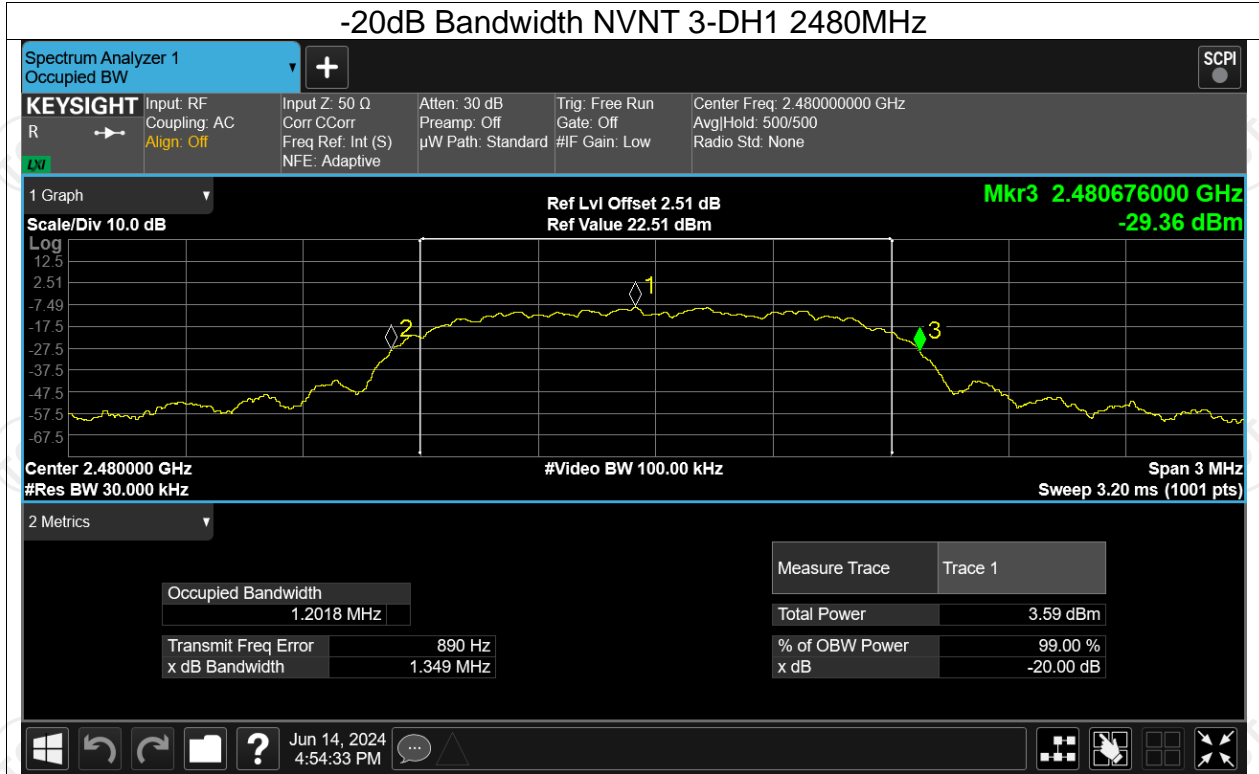 -20dB Bandwidth NVNT 3-DH1 2480MHz
Spectrum Analyzer 1
Occupied BW
+
SCPI
KEYSIGHT
R
LXI
Input: RF
Coupling: AC
Align: Off
Input Z: 50 Ω
Corr CCorr
Freq Ref: Int (S)
NFE: Adaptive
Atten: 30 dB
Preamp: Off
µW Path: Standard
Trig: Free Run
Gate: Off
#IF Gain: Low
Center Freq: 2.480000000 GHz
Avg|Hold: 500/500
Radio Std: None
1 Graph
Scale/Div 10.0 dB
Ref Lvl Offset 2.51 dB
Ref Value 22.51 dBm
Mkr3 2.480676000 GHz
-29.36 dBm
Log
12.5
2.51
-7.49
-17.5
-27.5
-37.5
-47.5
-57.5
-67.5
1
2
3
Center 2.480000 GHz
#Video BW 100.00 kHz
Span 3 MHz
#Res BW 30.000 kHz
Sweep 3.20 ms (1001 pts)
2 Metrics
Occupied Bandwidth
1.2018 MHz
Transmit Freq Error 890 Hz
x dB Bandwidth 1.349 MHz
Measure Trace Trace 1
Total Power 3.59 dBm
% of OBW Power 99.00 %
x dB -20.00 dB
?
Jun 14, 2024
4:54:33 PM